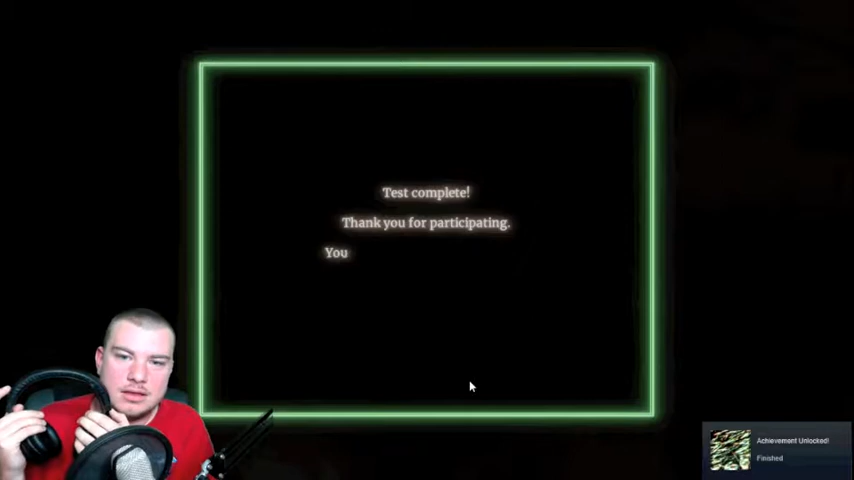 Test complete!
Thank you for participating.
You
Achievement Unlocked!
Finished